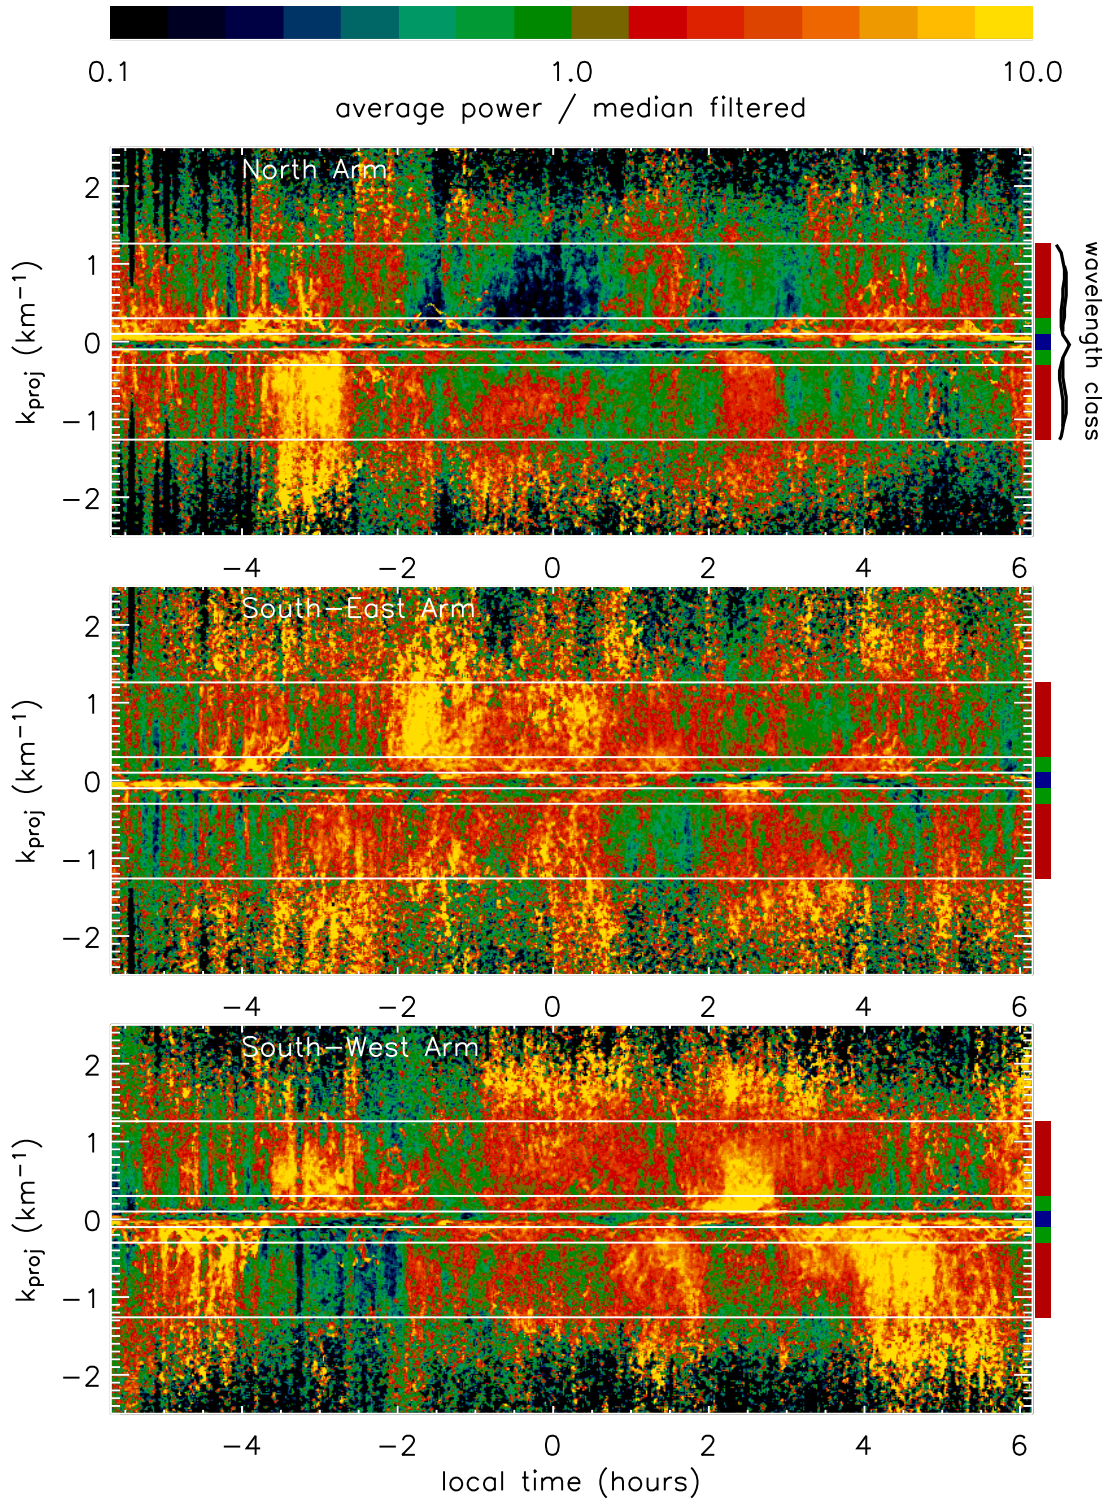 0.1 1.0 10.0
average power / median filtered
North Arm
2
1
0
−1
−2
kproj (km−1)
wavelength class
−4 −2 0 2 4 6
South−East Arm
2
1
0
−1
−2
kproj (km−1)
−4 −2 0 2 4 6
South−West Arm
2
1
0
−1
−2
kproj (km−1)
−4 −2 0 2 4 6
local time (hours)